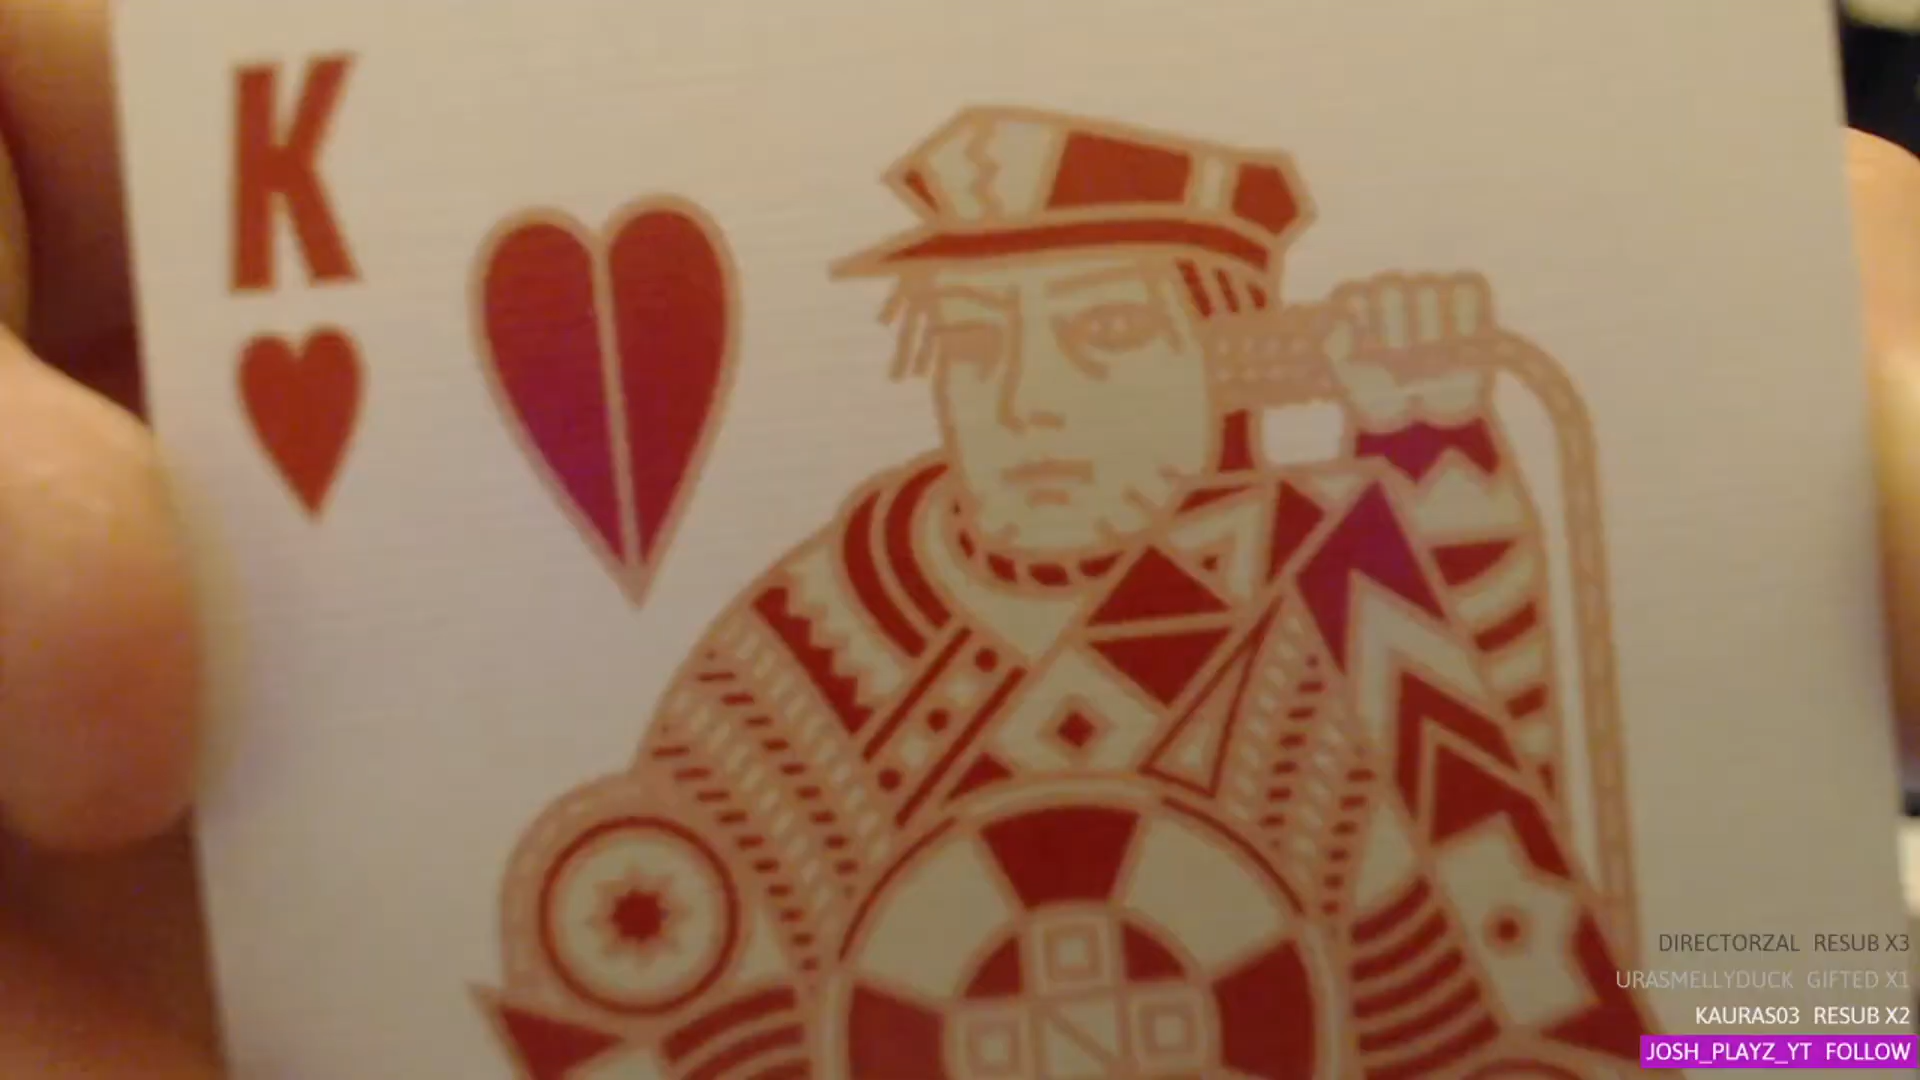 K
DIRECTORZAL RESUB X3
URASMELLYDUCK GIFTED X1
KAURAS03 RESUB X2
JOSH_PLAYZ_YT FOLLOW